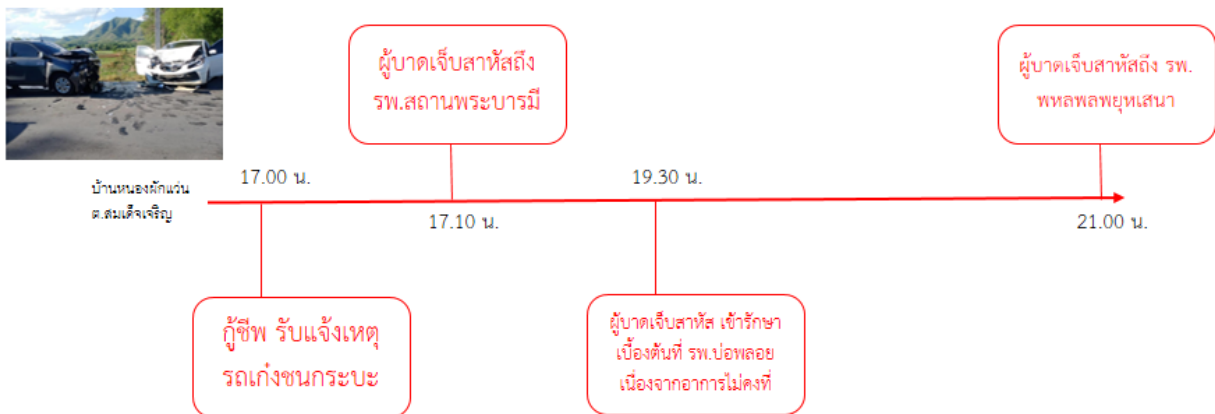 ผู้บาดเจ็บสาหัสถึง
รพ.สถานพระบารมี
ผู้บาดเจ็บสาหัสถึง รพ.
พหลพลพยุหเสนา
บ้านหนองผักแว่น
ต.สมเด็จเจริญ
17.00 น.
17.10 น.
19.30 น.
21.00 น.
กู้ชีพ รับแจ้งเหตุ
รถเก๋งชนกระบะ
ผู้บาดเจ็บสาหัส เข้ารักษา
เบื้องต้นที่ รพ.บ่อพลอย
เนื่องจากอาการไม่คงที่